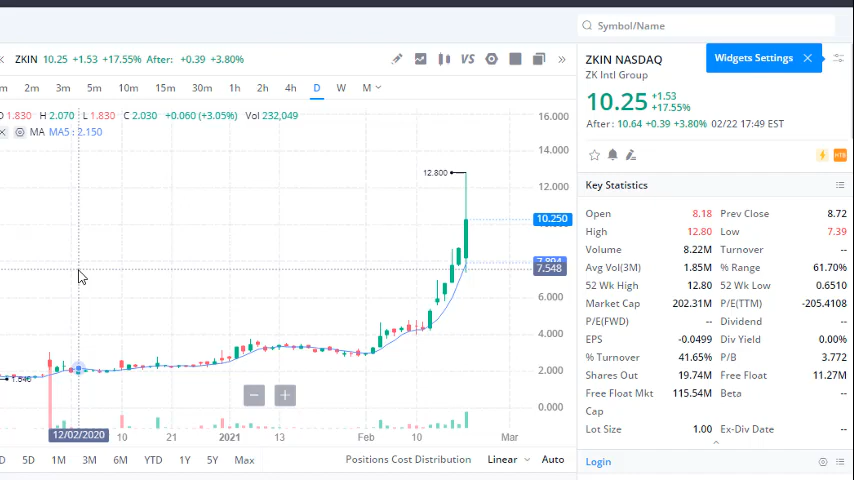 Symbol/Name
ZKIN 10.25 +1.53 +17.55% After: +0.39 +3.80%
VS
ZKIN NASDAQ
Widgets Settings
ZK Intl Group
m 2m 3m 5m 15m 30m 1h 2h 4h D W M
10.25 +1.53
+17.55%
O 1.830 H 2.070 L 1.830 C 2.030 +0.060 (+3.05%) Vol 232,049
After: 10.64 +0.39 +3.80% 02/22 17:49 EST
MA MA5: 2.150
16.000
14.000
12.000
10.250
7.548
6.000
4.000
2.000
0.000
12.800
1.546
HTB
Key Statistics
Open 8.18 Prev Close 8.72
High 12.80 Low 7.39
Volume 8.22M Turnover --
Avg Vol(3M) 1.85M % Range 61.70%
52 Wk High 12.80 52 Wk Low 0.6510
Market Cap 202.31M P/E(TTM) -205.4108
P/E(FWD) -- Dividend --
EPS -0.0499 Div Yield 0.00%
% Turnover 41.65% P/B 3.772
Shares Out 19.74M Free Float 11.27M
Free Float Mkt Cap 115.54M Beta --
Lot Size 1.00 Ex-Div Date --
12/02/2020 10 21 2021 13 Feb 10 Mar
D 5D 1M 3M 6M YTD 1Y 5Y Max Positions Cost Distribution Linear Auto
Login